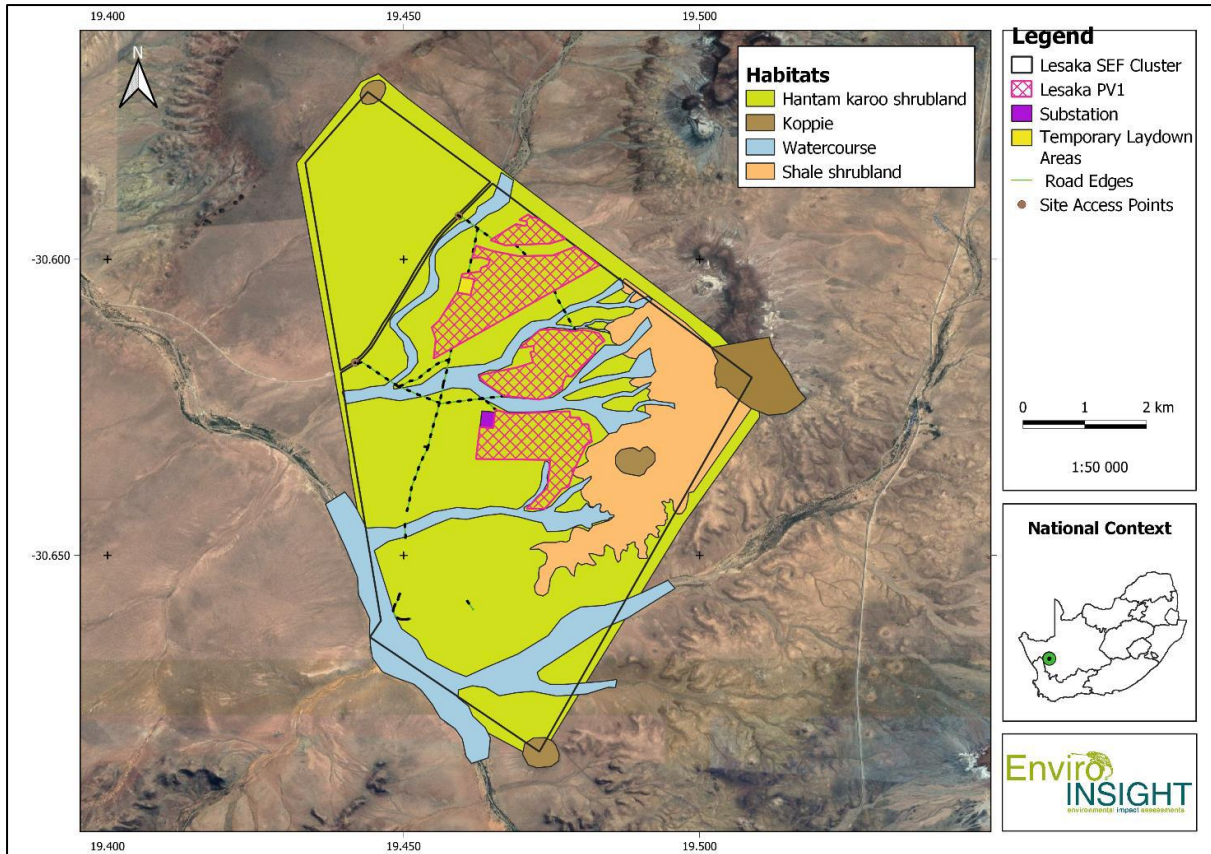 19.400
19.450
19.500
N
-30.600
-30.650
19.400
19.450
19.500
Habitats
Hantam karoo shrubland
Koppie
Watercourse
Shale shrubland
Legend
Lesaka SEF Cluster
Lesaka PV1
Substation
Temporary Laydown
Areas
Road Edges
Site Access Points
0 1 2 km
1:50 000
National Context
Enviro
INSIGHT
environmental impact assessments